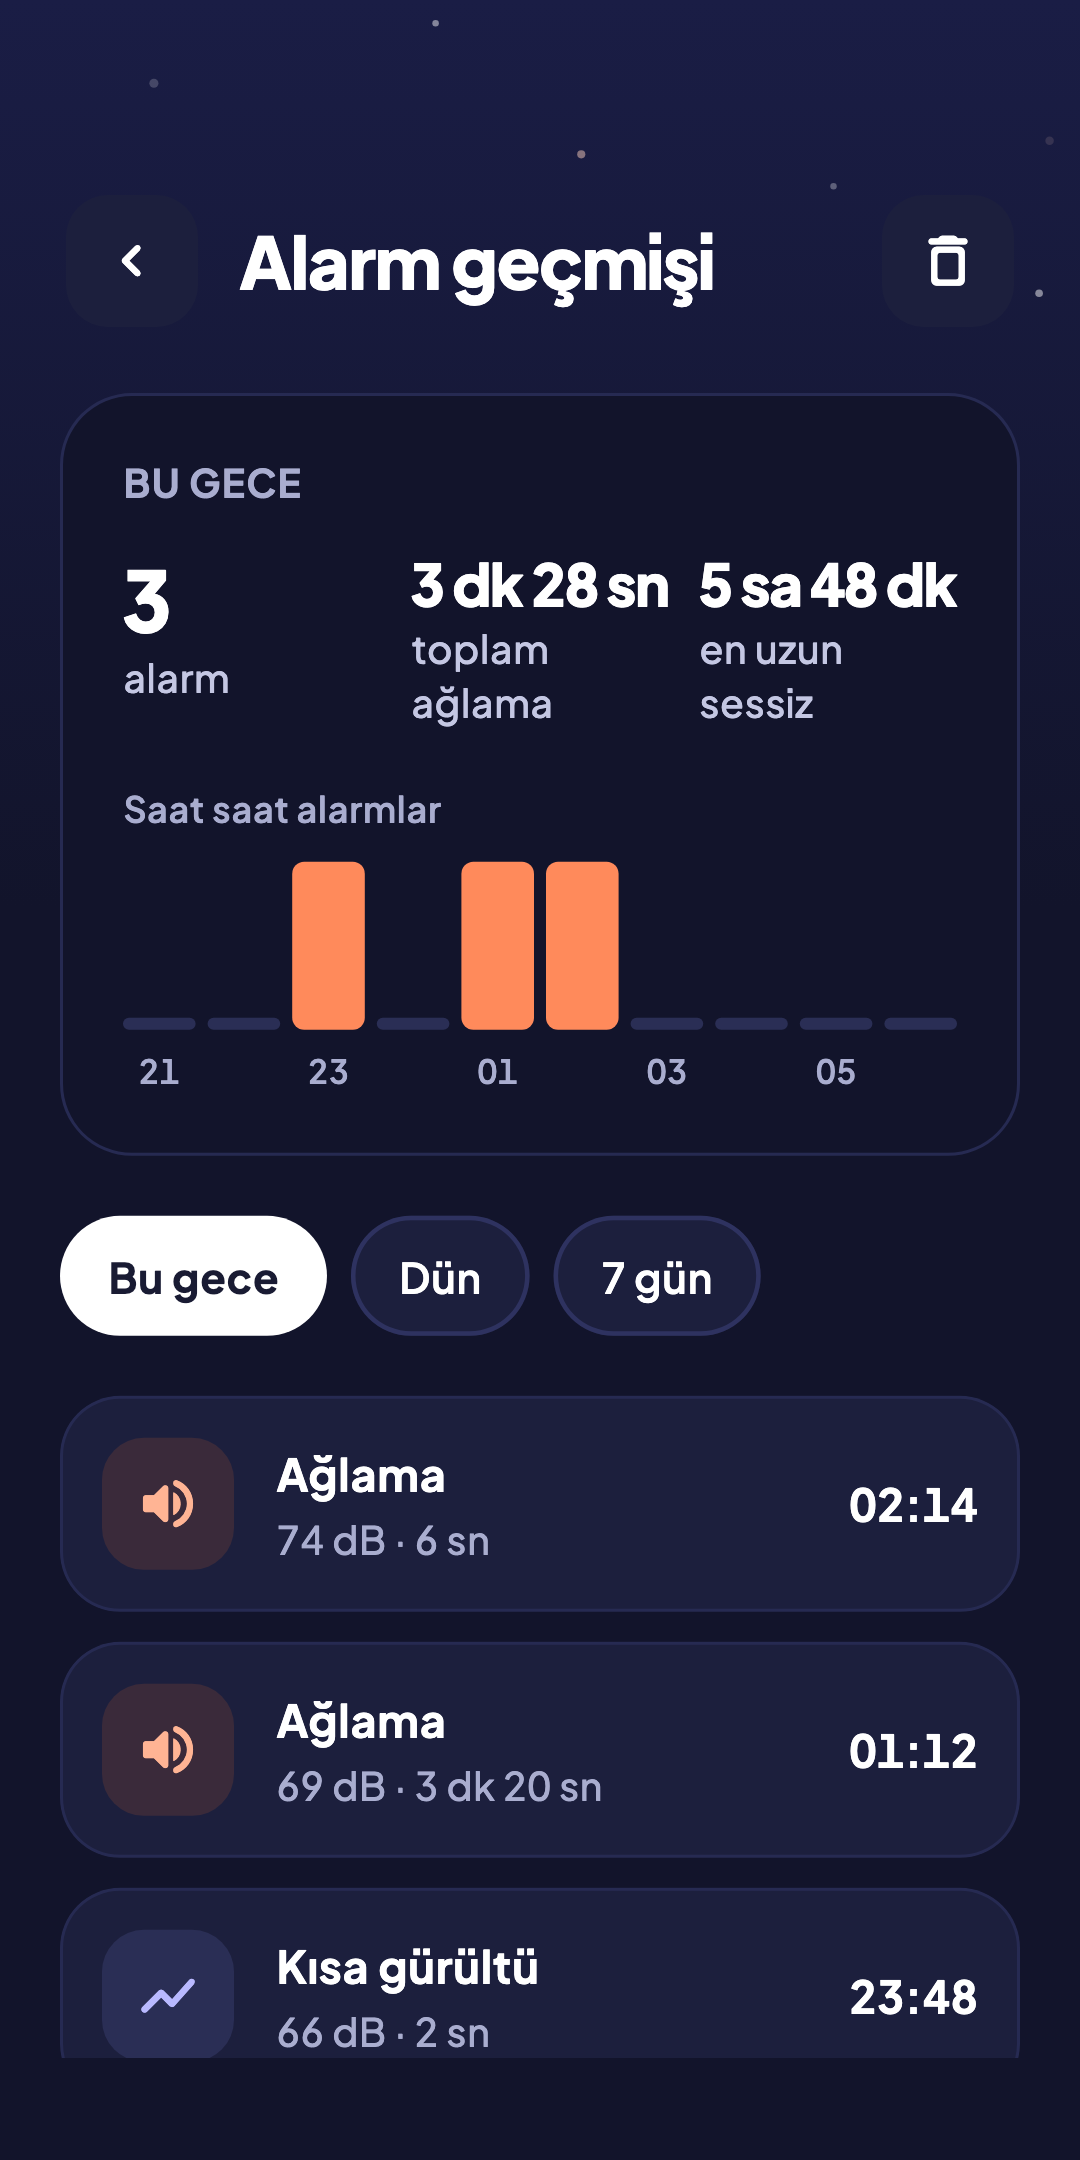 Alarm geçmişi
BU GECE
3
alarm
3 dk 28 sn
toplam
ağlama
5 sa 48 dk
en uzun
sessiz
Saat saat alarmlar
21 23 01 03 05
Bu gece Dün 7 gün
Ağlama
74 dB · 6 sn
02:14
Ağlama
69 dB · 3 dk 20 sn
01:12
Kısa gürültü
66 dB · 2 sn
23:48